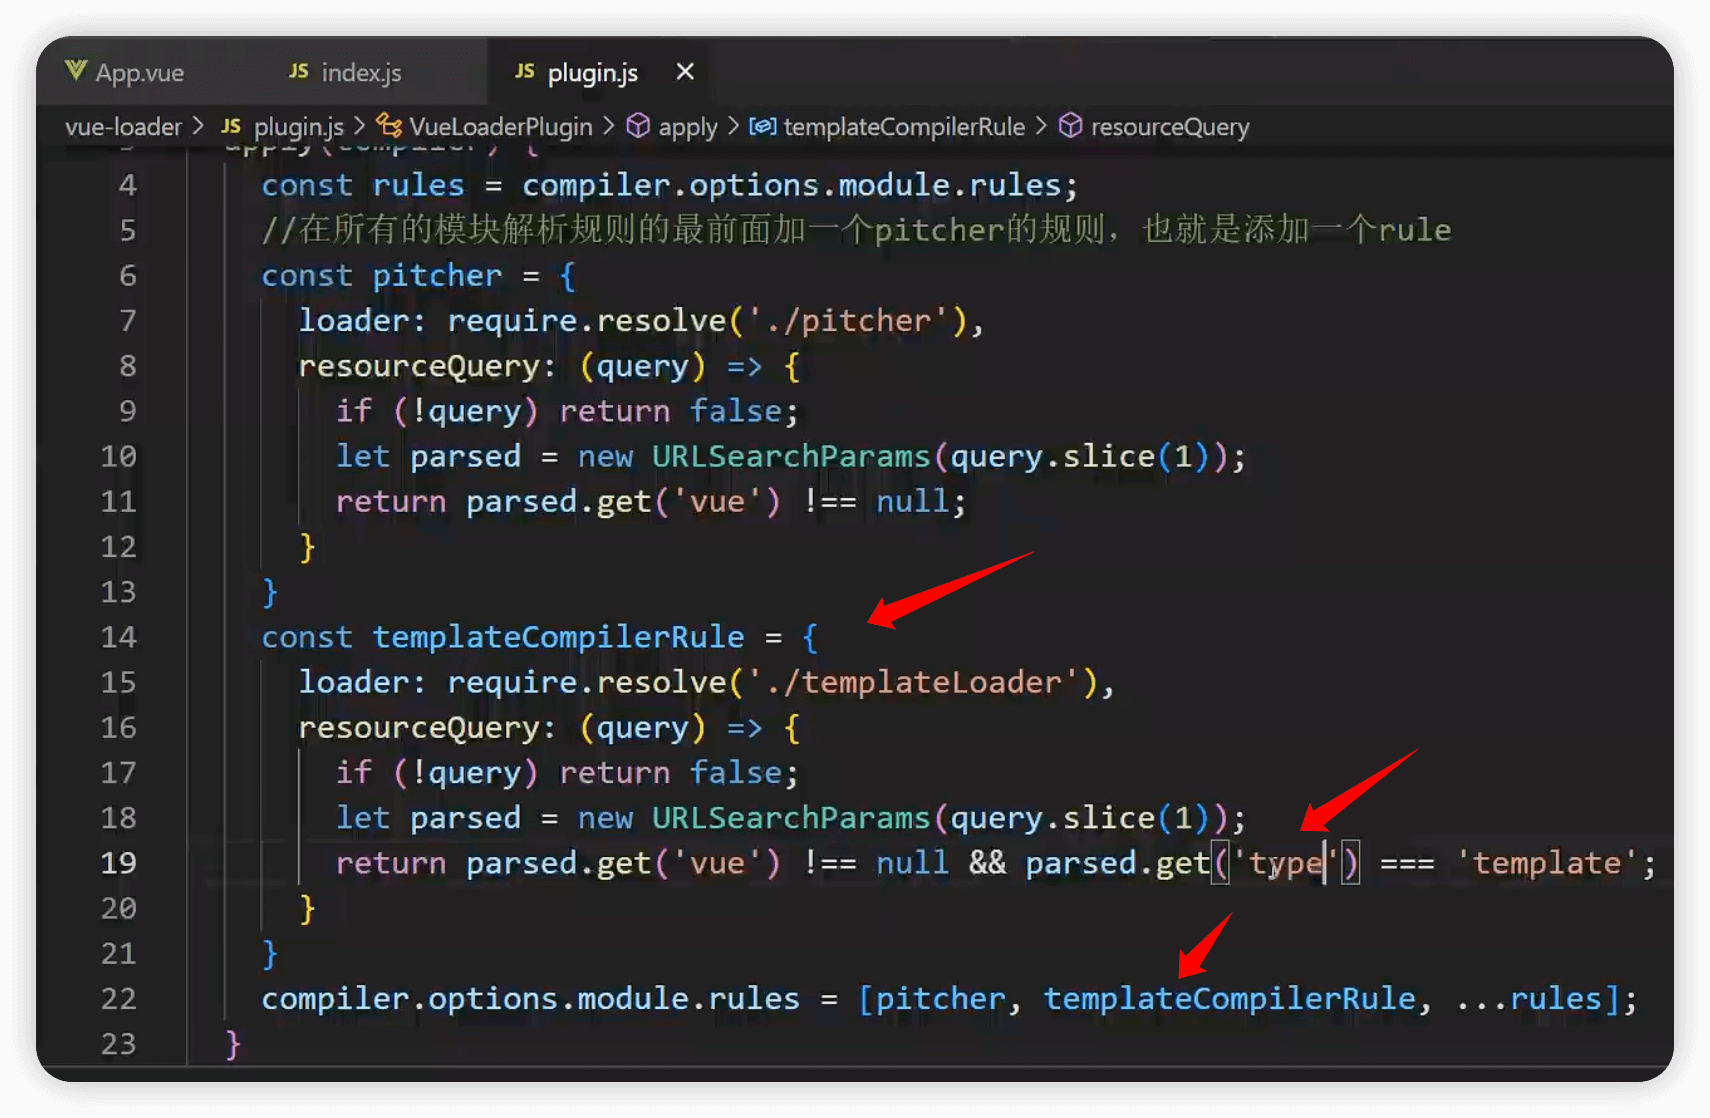 App.vue JS index.js JS plugin.js ×
vue-loader > JS plugin.js > VueLoaderPlugin > apply > templateCompilerRule > resourceQuery
3 apply(compiler) {
4 const rules = compiler.options.module.rules;
5 //在所有的模块解析规则的最前面加一个pitcher的规则，也就是添加一个rule
6 const pitcher = {
7 loader: require.resolve('./pitcher'),
8 resourceQuery: (query) => {
9 if (!query) return false;
10 let parsed = new URLSearchParams(query.slice(1));
11 return parsed.get('vue') !== null;
12 }
13 }
14 const templateCompilerRule = {
15 loader: require.resolve('./templateLoader'),
16 resourceQuery: (query) => {
17 if (!query) return false;
18 let parsed = new URLSearchParams(query.slice(1));
19 return parsed.get('vue') !== null && parsed.get('type') === 'template';
20 }
21 }
22 compiler.options.module.rules = [pitcher, templateCompilerRule, ...rules];
23 }